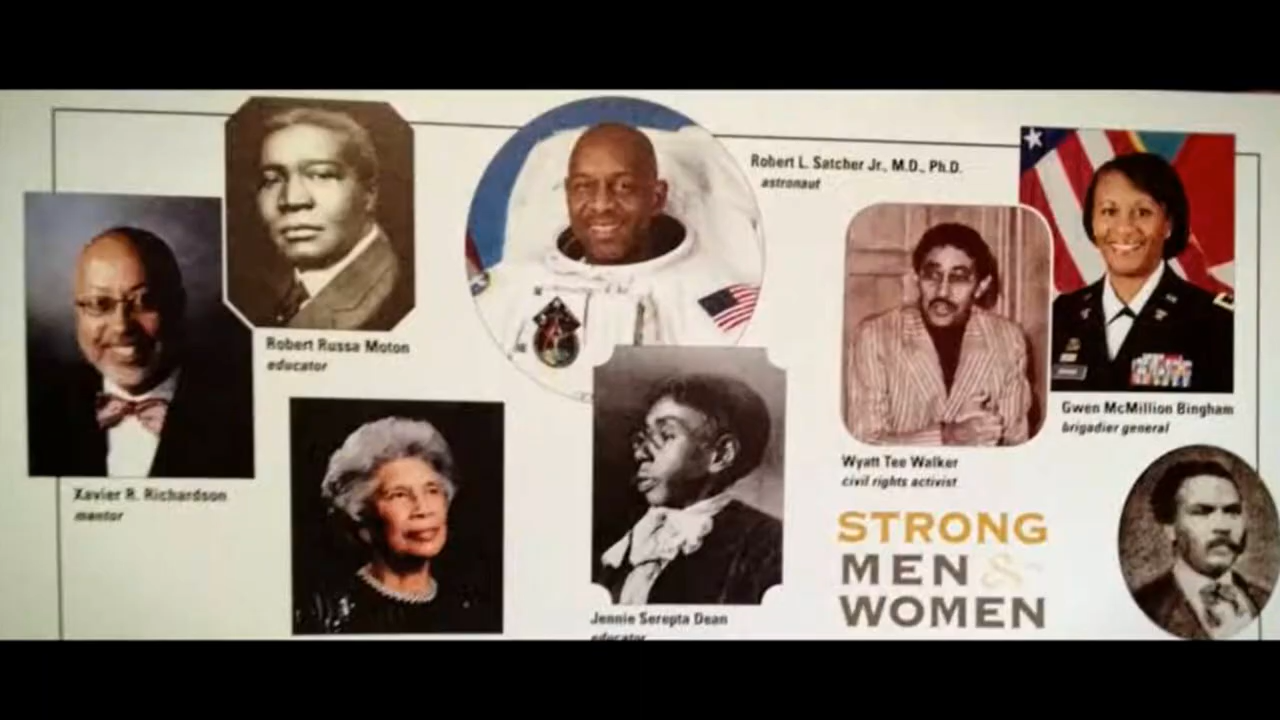 Robert L. Satcher Jr., M.D., Ph.D.
astronaut
Robert Russa Moton
educator
Gwen McMillion Bingham
brigadier general
Wyatt Tee Walker
civil rights activist
Xavier R. Richardson
mentor
STRONG
MEN &
WOMEN
Jennie Serepta Dean
educator